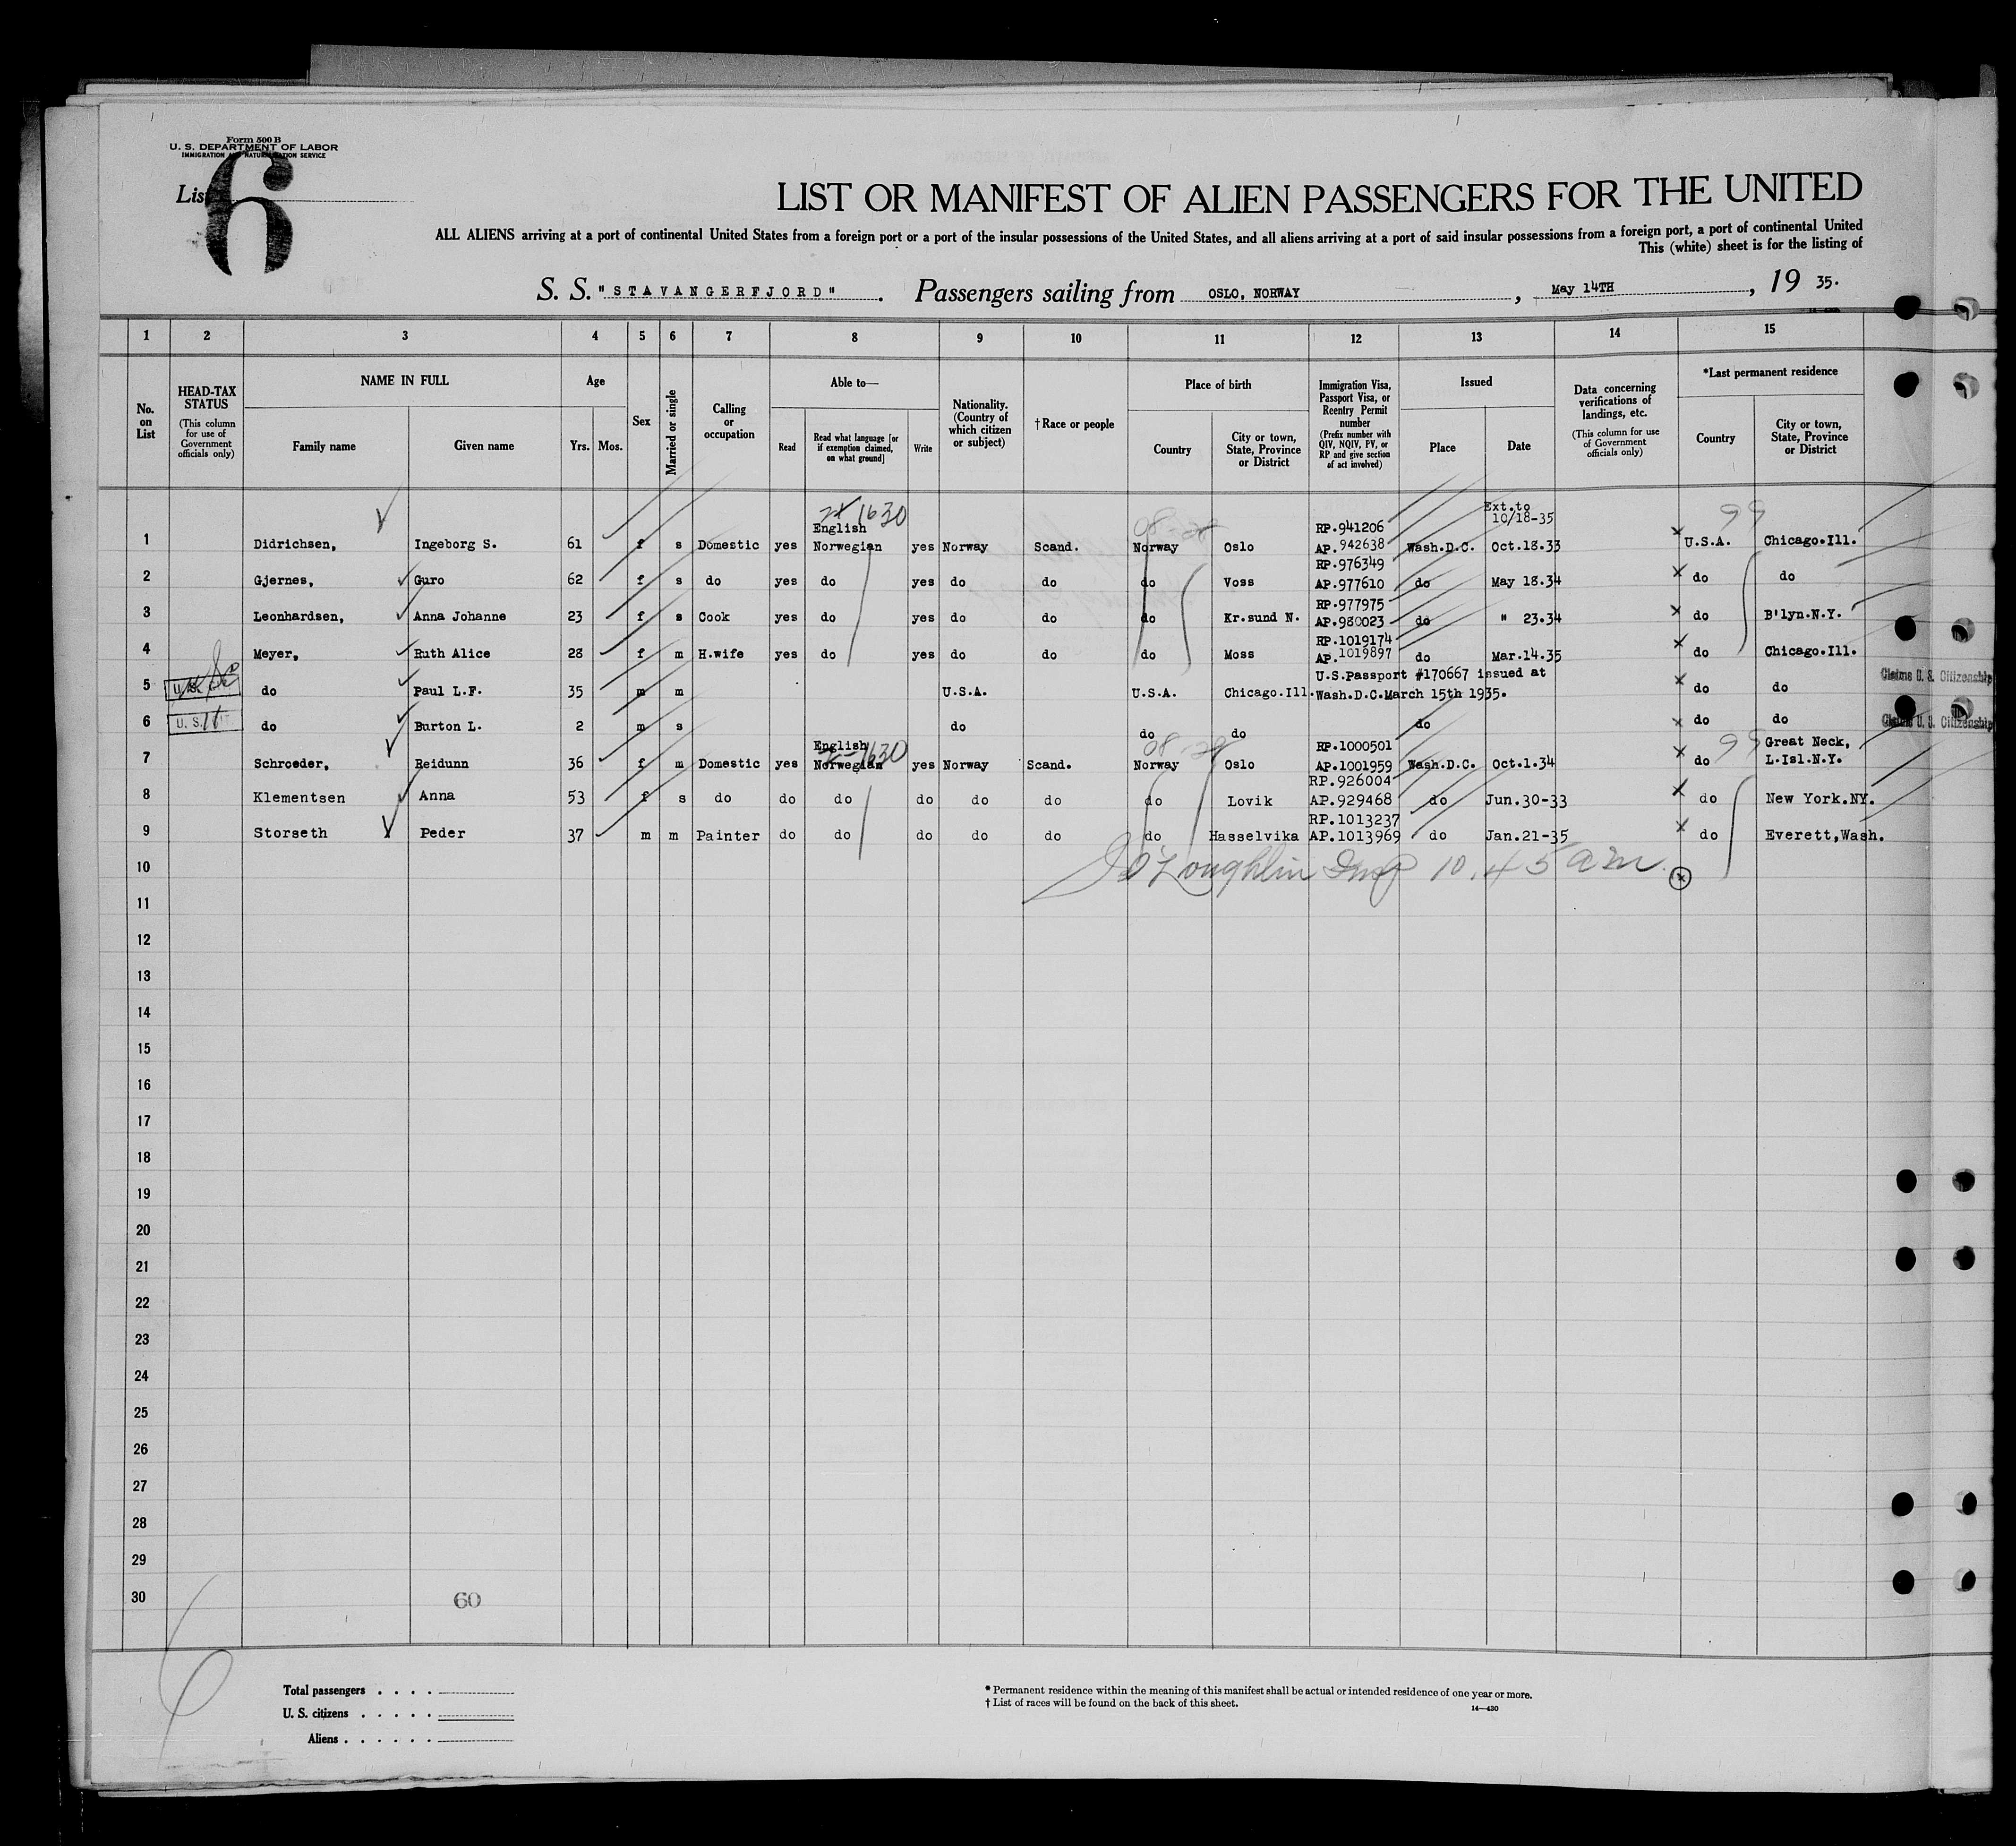 Form 500 B
U. S. DEPARTMENT OF LABOR
IMMIGRATION AND NATURALIZATION SERVICE
List 6
LIST OR MANIFEST OF ALIEN PASSENGERS FOR THE UNITED
ALL ALIENS arriving at a port of continental United States from a foreign port or a port of the insular possessions of the United States, and all aliens arriving at a port of said insular possessions from a foreign port, a port of continental United
This (white) sheet is for the listing of
S. S. "STAVANGERFJORD". Passengers sailing from OSLO, NORWAY, May 14TH, 19 35.
1 2 3 4 5 6 7 8 9 10 11 12 13 14 15
No. on List
HEAD-TAX STATUS (This column for use of Government officials only)
NAME IN FULL
Family name Given name
Age
Yrs. Mos.
Sex
Married or single
Calling or occupation
Able to—
Read Read what language [or if exemption claimed, on what ground] Write
Nationality. (Country of which citizen or subject)
†Race or people
Place of birth
Country City or town, State, Province or District
Immigration Visa, Passport Visa, or Reentry Permit number (Prefix number with QIV, NQIV, PV, or RP and give section of act involved)
Issued
Place Date
Data concerning verifications of landings, etc. (This column for use of Government officials only)
*Last permanent residence
Country City or town, State, Province or District
1630 99
English RP.941206 Ext.to 10/18-35
1 Didrichsen, Ingeborg S. 61 f s Domestic yes Norwegian yes Norway Scand. Norway Oslo AP.942638 Wash.D.C. Oct.18.33 x U.S.A. Chicago.Ill.
RP.976349
2 Gjernes, Guro 62 f s do yes do yes do do do Voss AP.977610 do May 18.34 x do do
RP.977975
3 Leonhardsen, Anna Johanne 23 f s Cook yes do yes do do do Kr.sund N. AP.980023 do " 23.34 x do B'lyn.N.Y.
RP.1019174
4 Meyer, Ruth Alice 28 f m H.wife yes do yes do do do Moss AP.1019897 do Mar.14.35 x do Chicago.Ill.
U.S.Passport #170667 issued at
5 do Paul L.F. 35 m m U.S.A. U.S.A. Chicago.Ill. Wash.D.C.March 15th 1935. x do do Claims U. S. Citizenship
6 do Burton L. 2 m s do do do do x do do Claims U. S. Citizenship
English 1630 RP.1000501 99 Great Neck,
7 Schroeder, Reidunn 36 f m Domestic yes Norwegian yes Norway Scand. Norway Oslo AP.1001959 Wash.D.C. Oct.1.34 x do L.Isl.N.Y.
RP.926004
8 Klementsen Anna 53 f s do do do do do do do Lovik AP.929468 do Jun.30-33 x do New York.NY.
RP.1013237
9 Storseth Peder 37 m m Painter do do do do do do Hasselvika AP.1013969 do Jan.21-35 x do Everett,Wash.
10 J O'Loughlin Insp 10.45 am x
11
12
13
14
15
16
17
18
19
20
21
22
23
24
25
26
27
28
29
30
60
6
Total passengers . . . .
U. S. citizens . . . . .
Aliens . . . . . .
* Permanent residence within the meaning of this manifest shall be actual or intended residence of one year or more.
† List of races will be found on the back of this sheet.
14—430